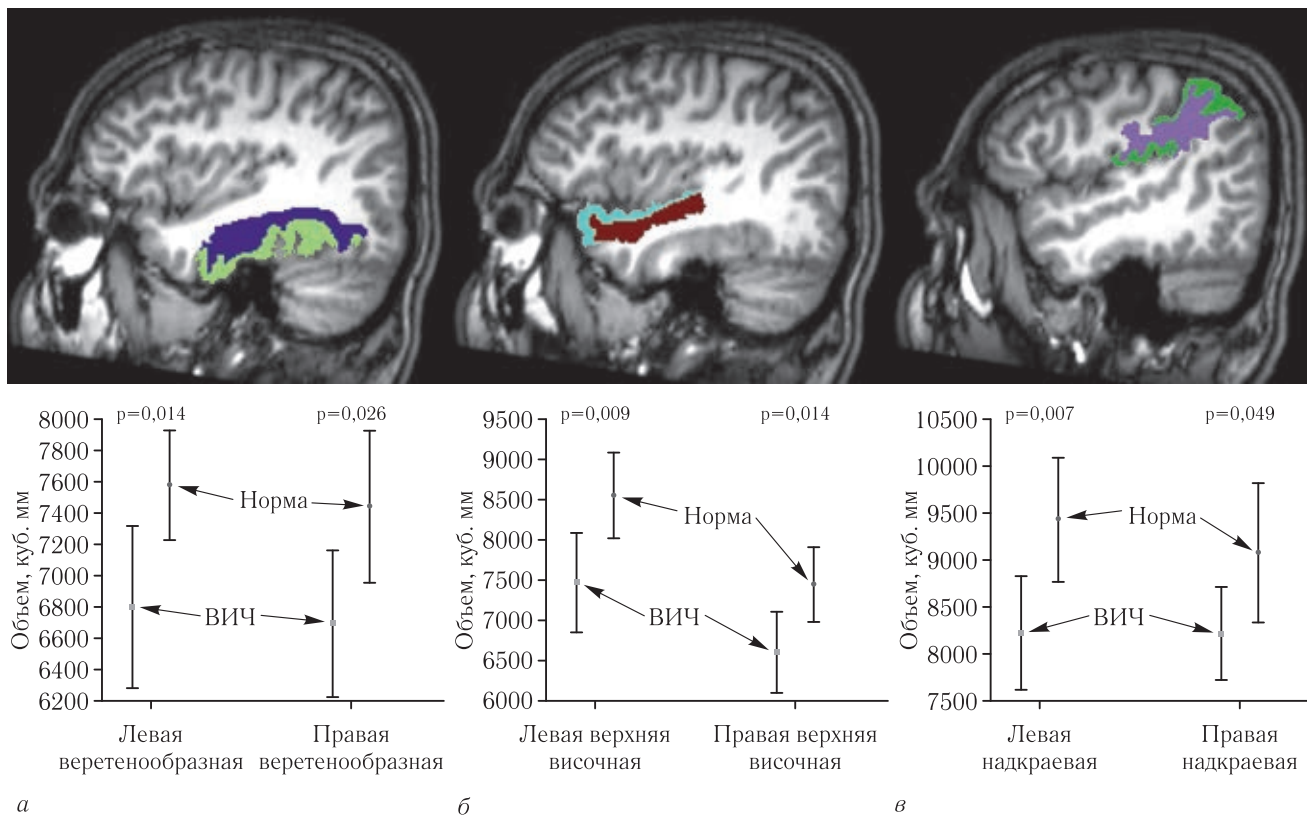 p=0,014
p=0,026
8000
7800
7600
7400
7200
7000
6800
6600
6400
6200
Объем, куб. мм
Норма
ВИЧ
Левая
веретенообразная
Правая
веретенообразная
а
p=0,009
p=0,014
9500
9000
8500
8000
7500
7000
6500
6000
Объем, куб. мм
Норма
ВИЧ
Левая верхняя
височная
Правая верхняя
височная
б
p=0,007
p=0,049
10500
10000
9500
9000
8500
8000
7500
Объем, куб. мм
Норма
ВИЧ
Левая
надкраевая
Правая
надкраевая
в